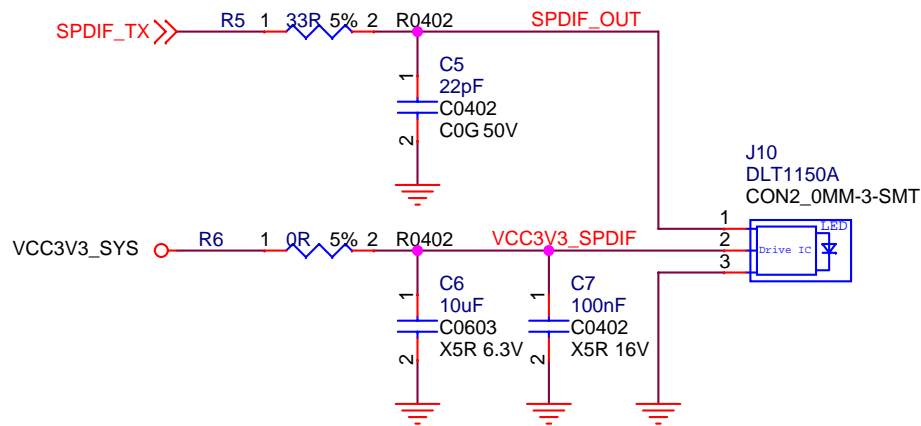 R5 1 33R 5% 2 R0402 SPDIF_OUT
SPDIF_TX
1
C5
22pF
C0402
C0G 50V
2
J10
DLT1150A
CON2_0MM-3-SMT
1
LED
R6 1 0R 5% 2 R0402 VCC3V3_SPDIF
VCC3V3_SYS
2
Drive IC
3
1
C6
10uF
C0603
X5R 6.3V
2
1
C7
100nF
C0402
X5R 16V
2